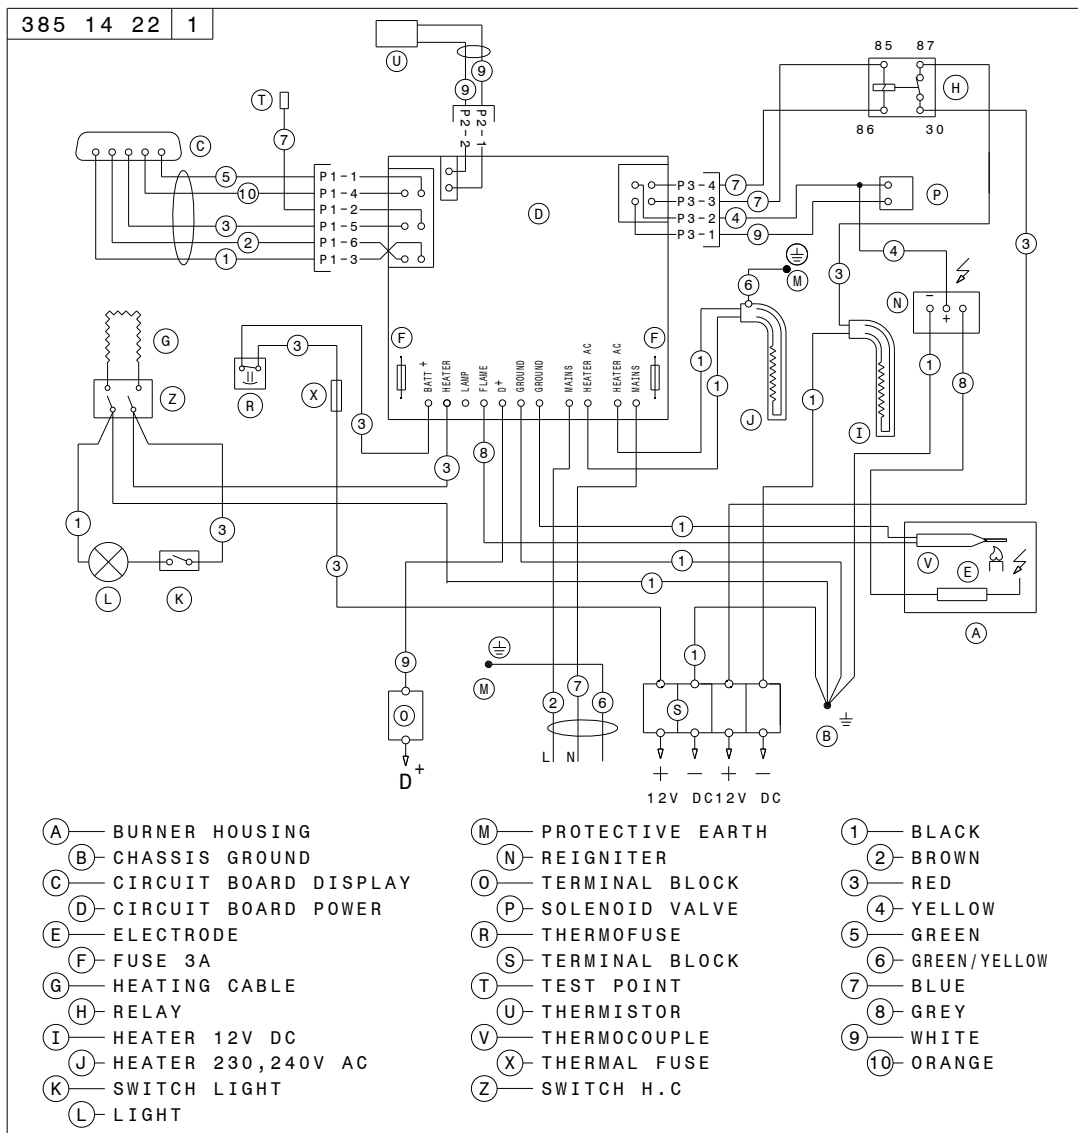 385 14 22 1
85 87
U
9
9
H
T
P2-2
P2-1
86 30
7
C
5
P1-1
P3-4
7
10
P1-4
P3-3
7
P
P1-2
D
P3-2
4
3
P1-5
P3-1
9
2
P1-6
1
P1-3
3
4
3
M
6
N
- +
G
F
F
3
1
1
1
8
Z
R
X
BATT +
HEATER
LAMP
FLAME
D+
GROUND
GROUND
MAINS
HEATER AC
HEATER AC
MAINS
1
J
I
3
8
3
1
3
1
1
V
E
3
1
L
K
A
9
M
2
7
6
1
S
B
O
L N
D+
+ - + -
12V DC 12V DC
A BURNER HOUSING
B CHASSIS GROUND
C CIRCUIT BOARD DISPLAY
D CIRCUIT BOARD POWER
E ELECTRODE
F FUSE 3A
G HEATING CABLE
H RELAY
I HEATER 12V DC
J HEATER 230,240V AC
K SWITCH LIGHT
L LIGHT
M PROTECTIVE EARTH
N REIGNITER
O TERMINAL BLOCK
P SOLENOID VALVE
R THERMOFUSE
S TERMINAL BLOCK
T TEST POINT
U THERMISTOR
V THERMOCOUPLE
X THERMAL FUSE
Z SWITCH H.C
1 BLACK
2 BROWN
3 RED
4 YELLOW
5 GREEN
6 GREEN/YELLOW
7 BLUE
8 GREY
9 WHITE
10 ORANGE